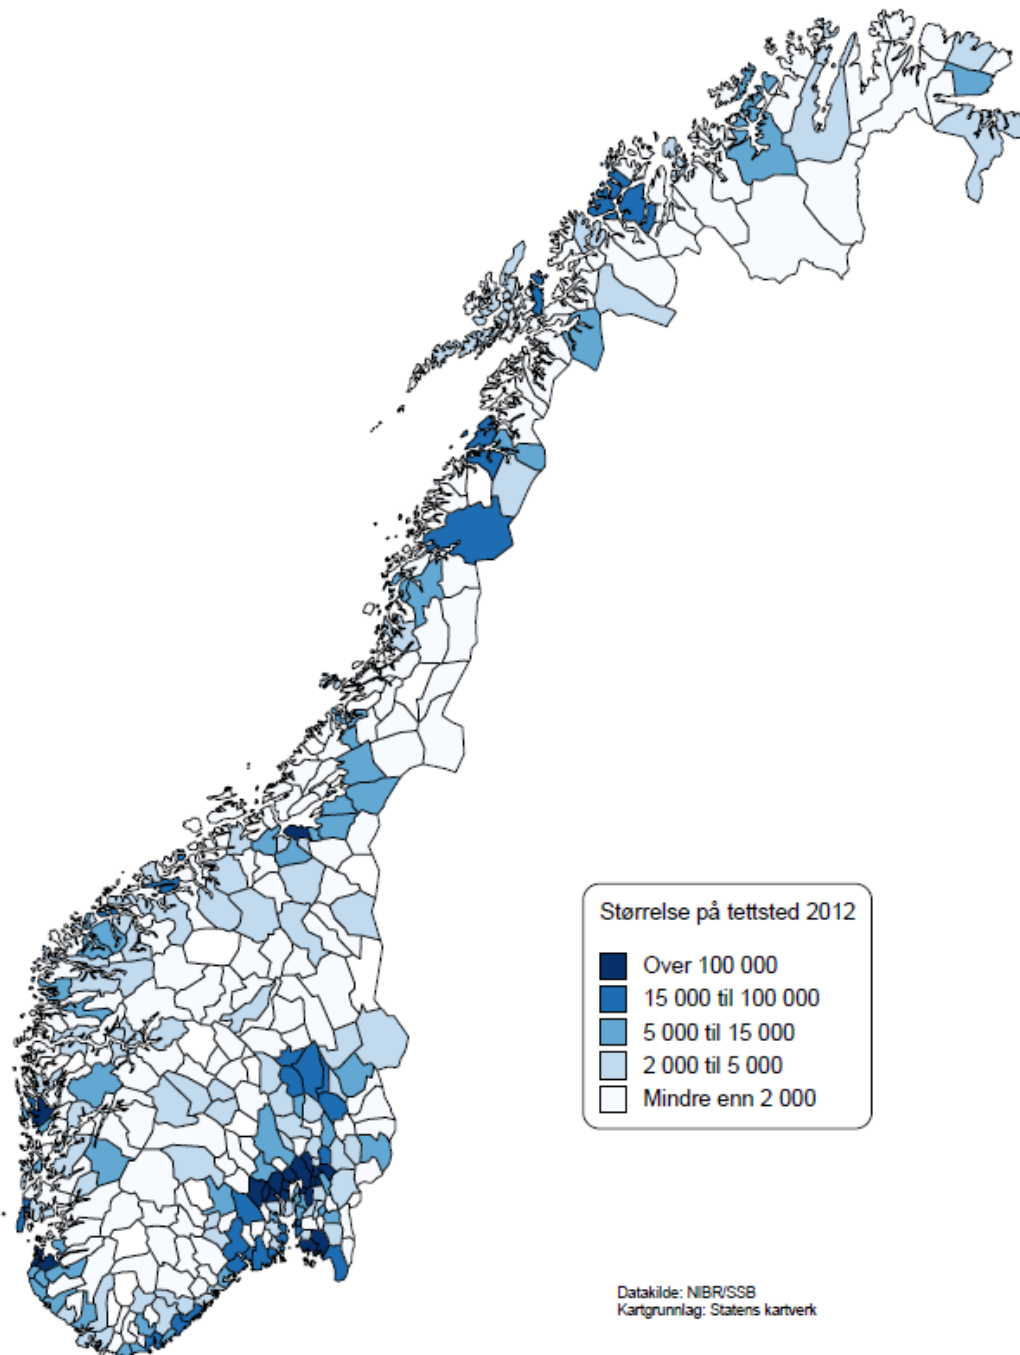 Størrelse på tettsted 2012
Over 100 000
15 000 til 100 000
5 000 til 15 000
2 000 til 5 000
Mindre enn 2 000
Datakilde: NIBR/SSB
Kartgrunnlag: Statens kartverk